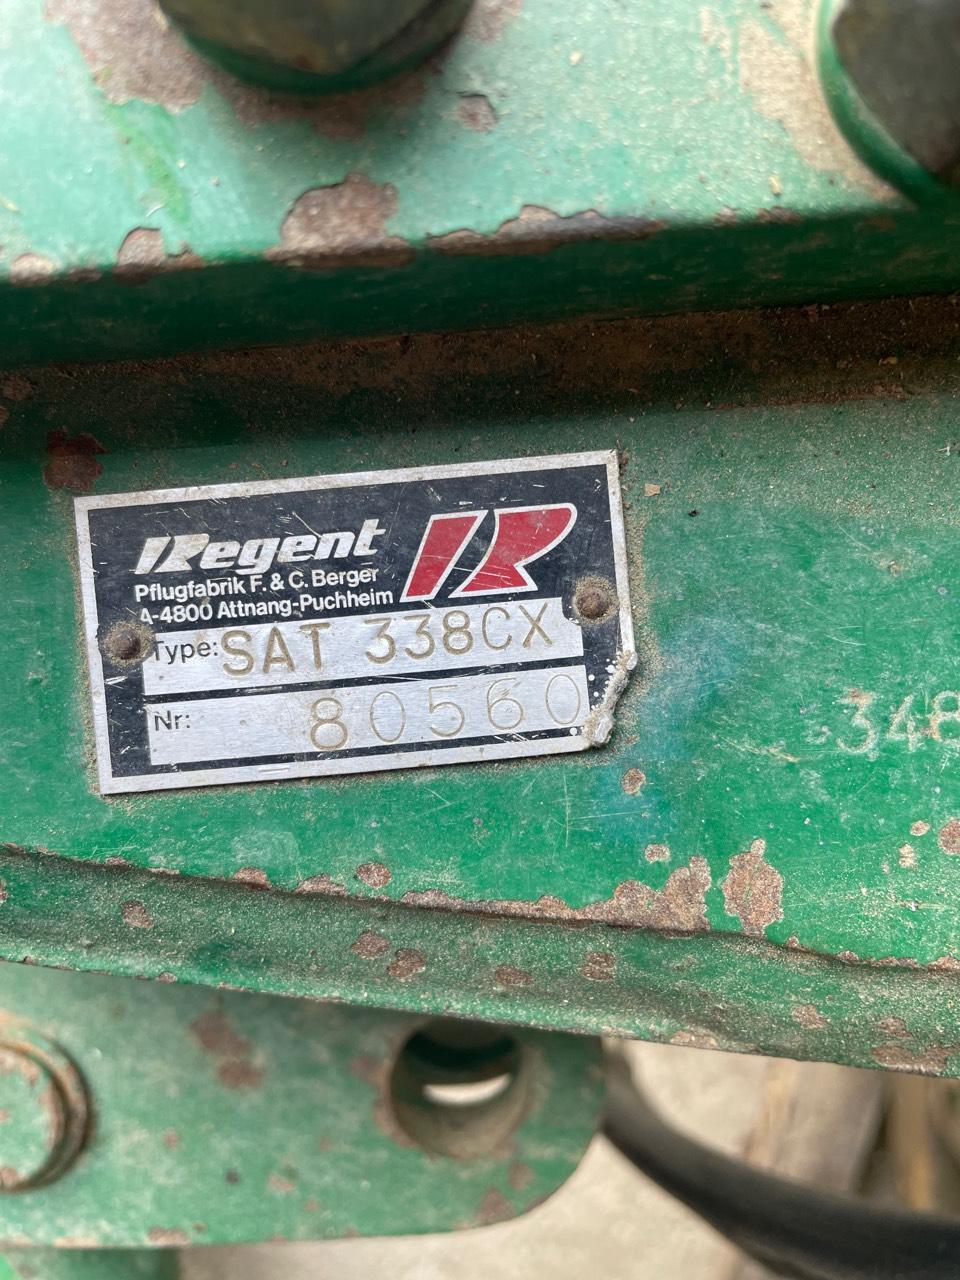 Regent
Pflugfabrik F. & C. Berger
A-4800 Attnang-Puchheim
Type: SAT 338CX
Nr: 80560
348